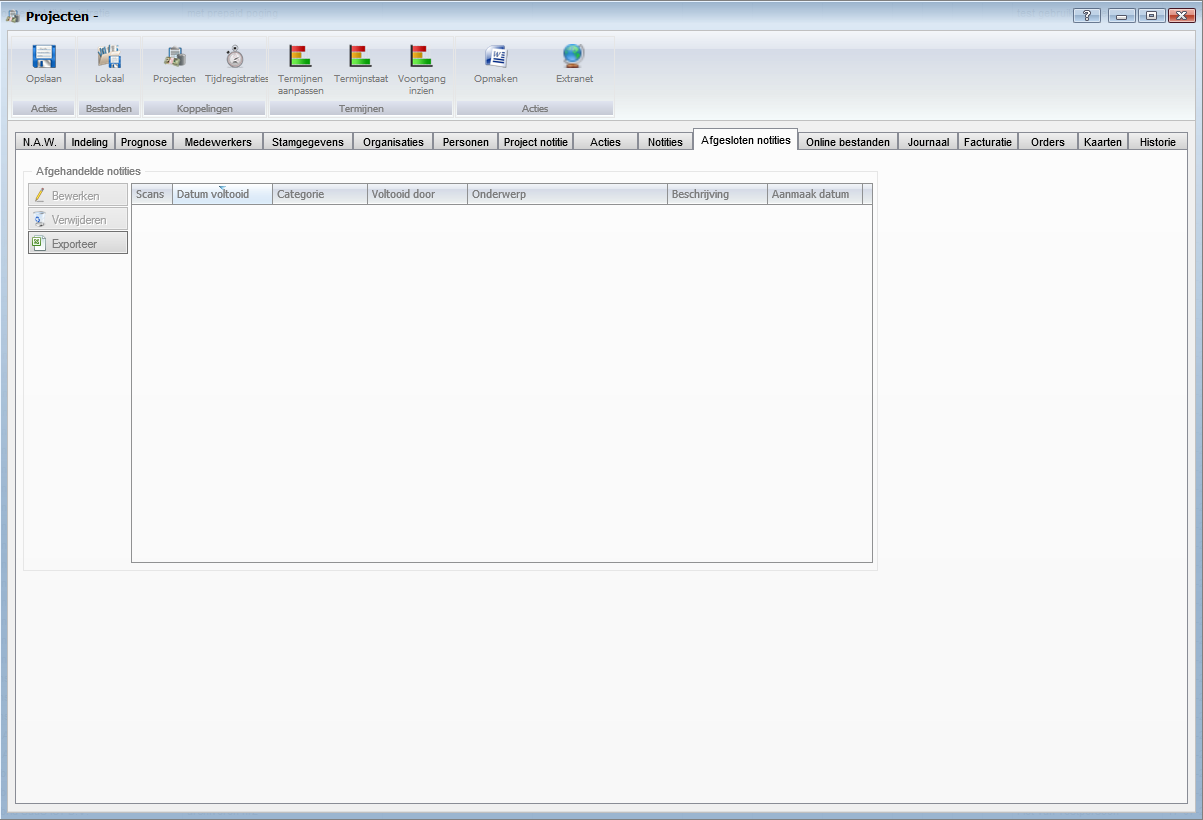 Projecten -
Opslaan
Lokaal
Projecten
Tijdregistraties
Termijnen
aanpassen
Termijnstaat
Voortgang
inzien
Opmaken
Extranet
Acties
Bestanden
Koppelingen
Termijnen
Acties
N.A.W.
Indeling
Prognose
Medewerkers
Stamgegevens
Organisaties
Personen
Project notitie
Acties
Notities
Afgesloten notities
Online bestanden
Journaal
Facturatie
Orders
Kaarten
Historie
Afgehandelde notities
Bewerken
Verwijderen
Exporteer
Scans
Datum voltooid
Categorie
Voltooid door
Onderwerp
Beschrijving
Aanmaak datum